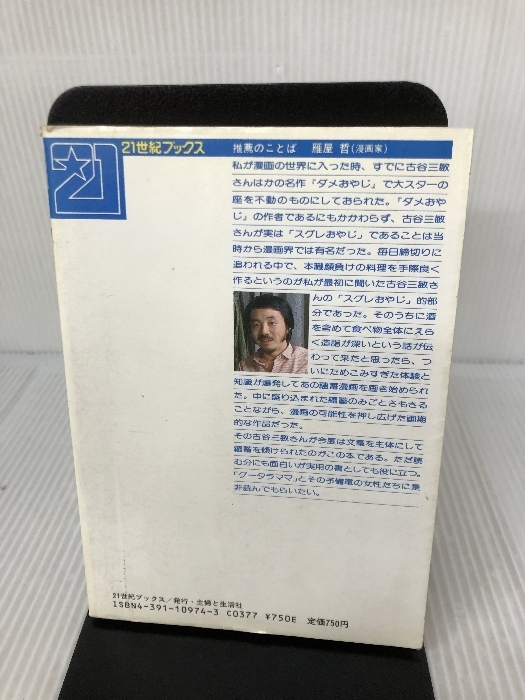 21
21世紀ブックス
推薦のことば 雁屋 哲(漫画家)
私が漫画の世界に入った時、すでに古谷三敏
さんはかの名作「ダメおやじ」で大スターの
座を不動のものにしておられた。「ダメおや
じ」の作者であるにもかかわらず、古谷三敏
さんが実は「スグレおやじ」であることは当
時から漫画界では有名だった。毎日締切りに
追われる中で、本職顔負けの料理を手際良く
作るというのが私が最初に聞いた古谷三敏さ
んの「スグレおやじ」的部
分であった。そのうちに酒
を含めて食べ物全体にえら
く造詣が深いという話が伝
わって来たと思ったら、つ
いにためこみすぎた体験と
知識が爆発してあの蘊蓄漫画を画き始められ
た。中に盛り込まれた蘊蓄のみごとさもさる
ことながら、漫画の可能性を押し広げた画期
的な作品だった。
その古谷三敏さんが今度は文章を主体にして
蘊蓄を傾けられたのがこの本である。ただ読
む分にも面白いが実用の書としても役に立つ。
「グータラママ」とその予備軍の女性たちに是
非読んでもらいたい。
21世紀ブックス/発行・主婦と生活社
ISBN4-391-10974-3 C0377 ¥750E 定価750円